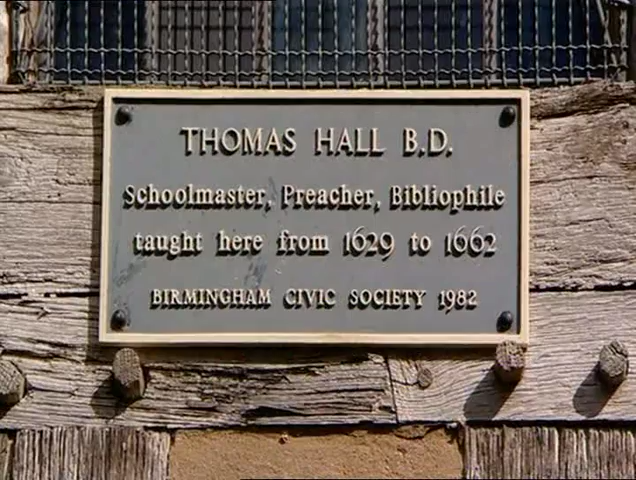 THOMAS HALL B.D.
Schoolmaster, Preacher, Bibliophile
taught here from 1629 to 1662
BIRMINGHAM CIVIC SOCIETY 1982